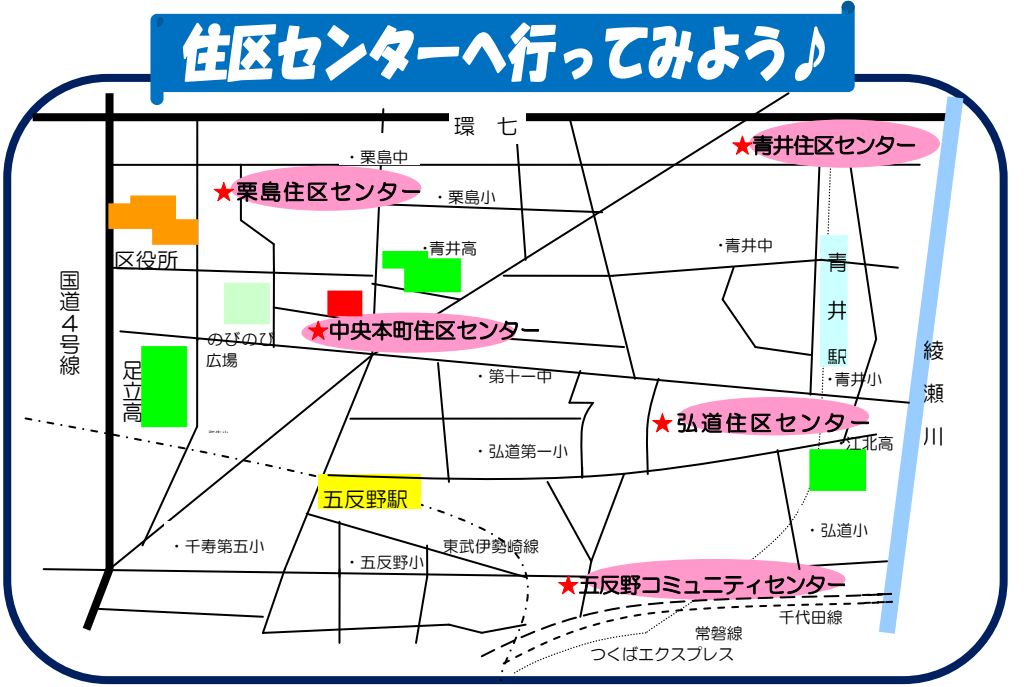 住区センターへ行ってみよう♪
環 七
★青井住区センター
・栗島中
★栗島住区センター
・栗島小
・青井高
・青井中
区役所
青井駅
国道４号線
のびのび
広場
★中央本町住区センター
綾瀬川
足立高
・第十一中
・青井小
★弘道住区センター
・江北高
・弘道第一小
五反野駅
・弘道小
・千寿第五小
東武伊勢崎線
・五反野小
★五反野コミュニティセンター
千代田線
常磐線
つくばエクスプレス